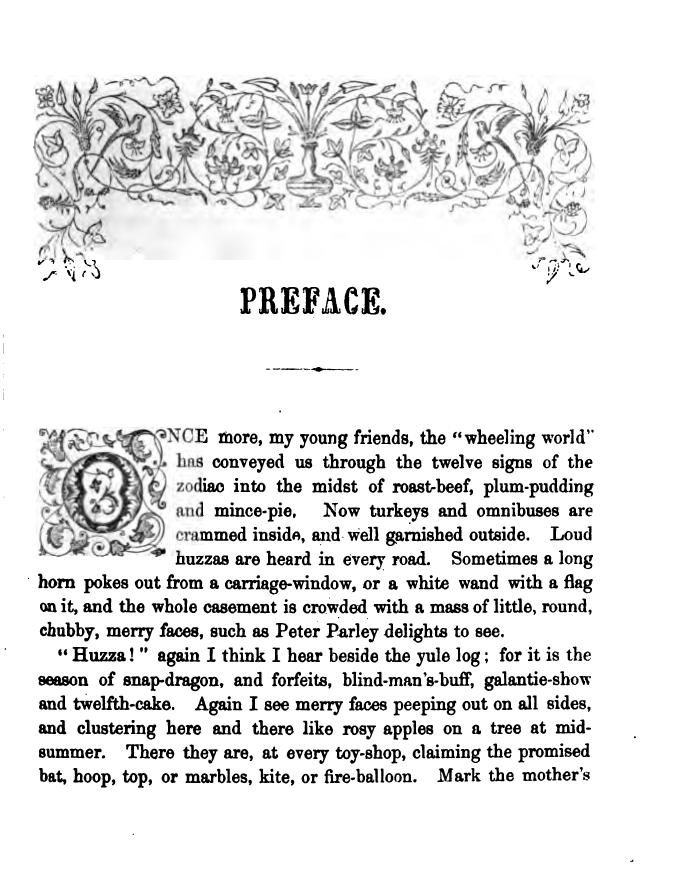 PREFACE.
ONCE more, my young friends, the "wheeling world"
has conveyed us through the twelve signs of the
zodiac into the midst of roast-beef, plum-pudding
and mince-pie. Now turkeys and omnibuses are
crammed inside, and well garnished outside. Loud
huzzas are heard in every road. Sometimes a long
horn pokes out from a carriage-window, or a white wand with a flag
on it, and the whole casement is crowded with a mass of little, round,
chubby, merry faces, such as Peter Parley delights to see.
"Huzza!" again I think I hear beside the yule log; for it is the
season of snap-dragon, and forfeits, blind-man's-buff, galantie-show
and twelfth-cake. Again I see merry faces peeping out on all sides,
and clustering here and there like rosy apples on a tree at mid-
summer. There they are, at every toy-shop, claiming the promised
bat, hoop, top, or marbles, kite, or fire-balloon. Mark the mother's